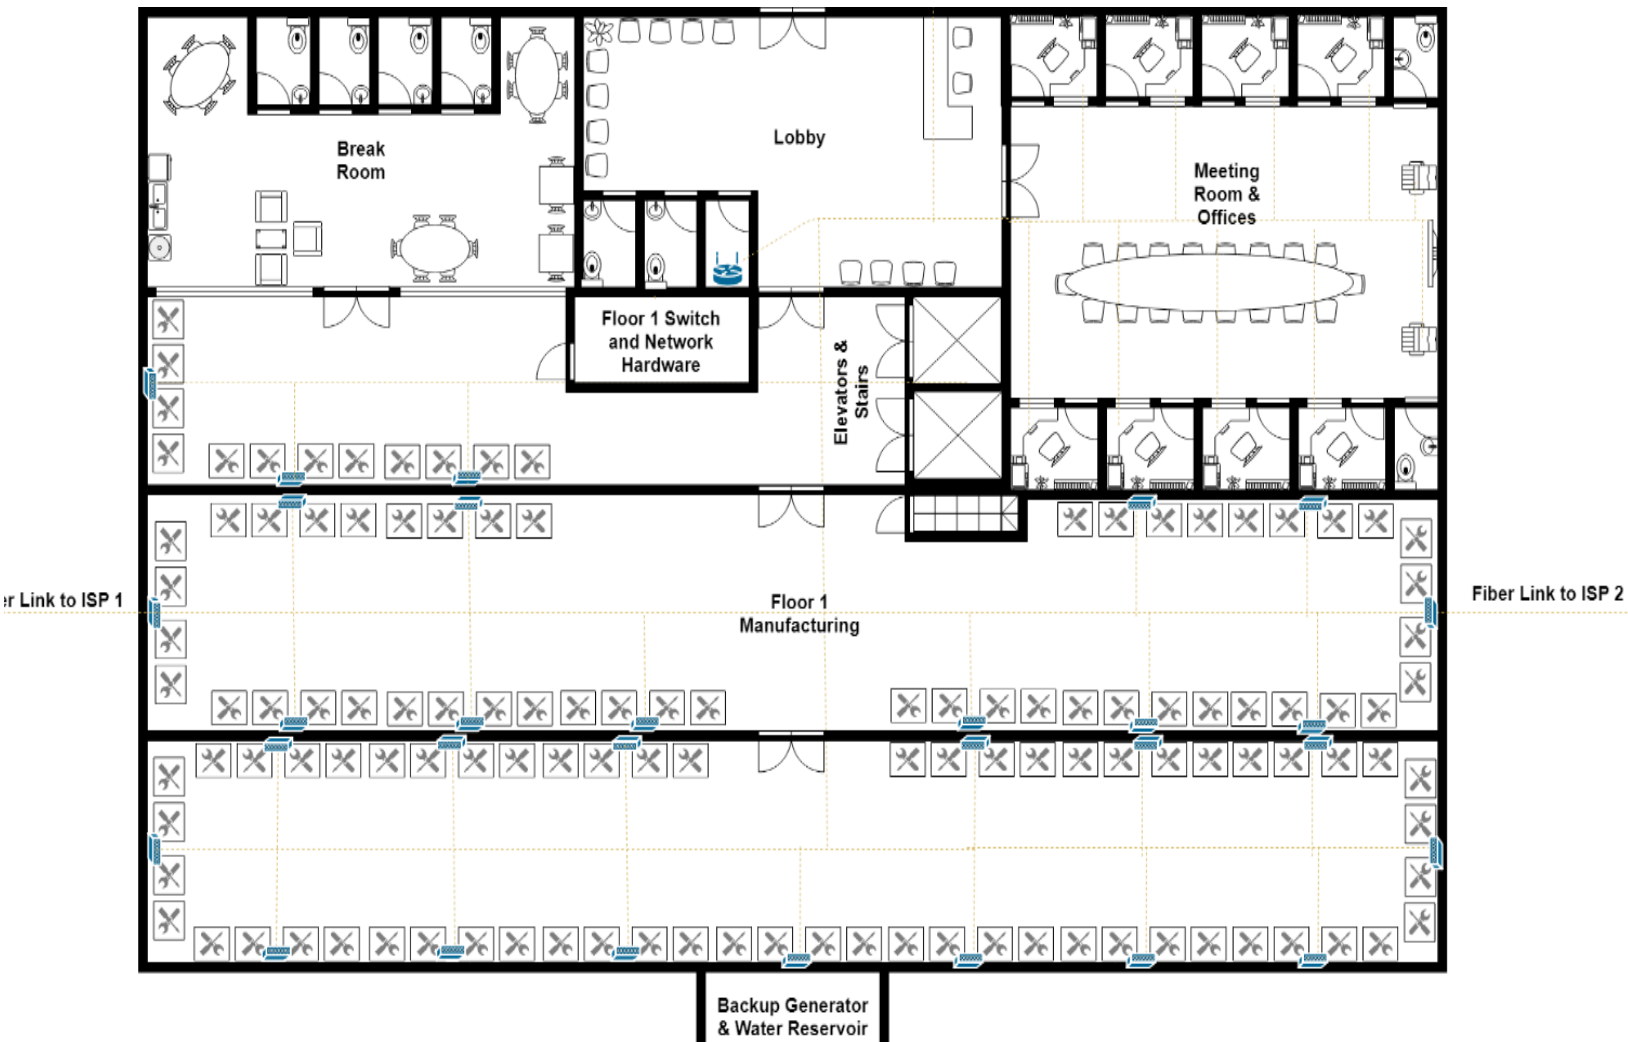 Break
Room
Lobby
Meeting
Room &
Offices
Floor 1 Switch
and Network
Hardware
Elevators &
Stairs
er Link to ISP 1
Floor 1
Manufacturing
Fiber Link to ISP 2
Backup Generator
& Water Reservoir